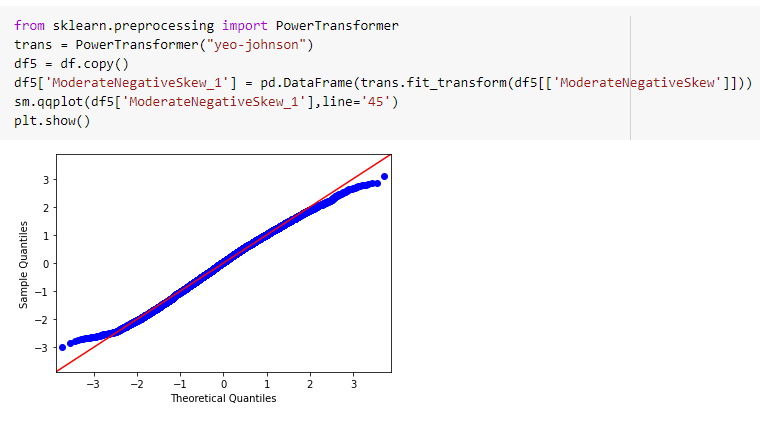 from sklearn.preprocessing import PowerTransformer
trans = PowerTransformer("yeo-johnson")
df5 = df.copy()
df5['ModerateNegativeSkew_1'] = pd.DataFrame(trans.fit_transform(df5[['ModerateNegativeSkew']]))
sm.qqplot(df5['ModerateNegativeSkew_1'],line='45')
plt.show()
3
2
1
0
−1
−2
−3
Sample Quantiles
−3 −2 −1 0 1 2 3
Theoretical Quantiles